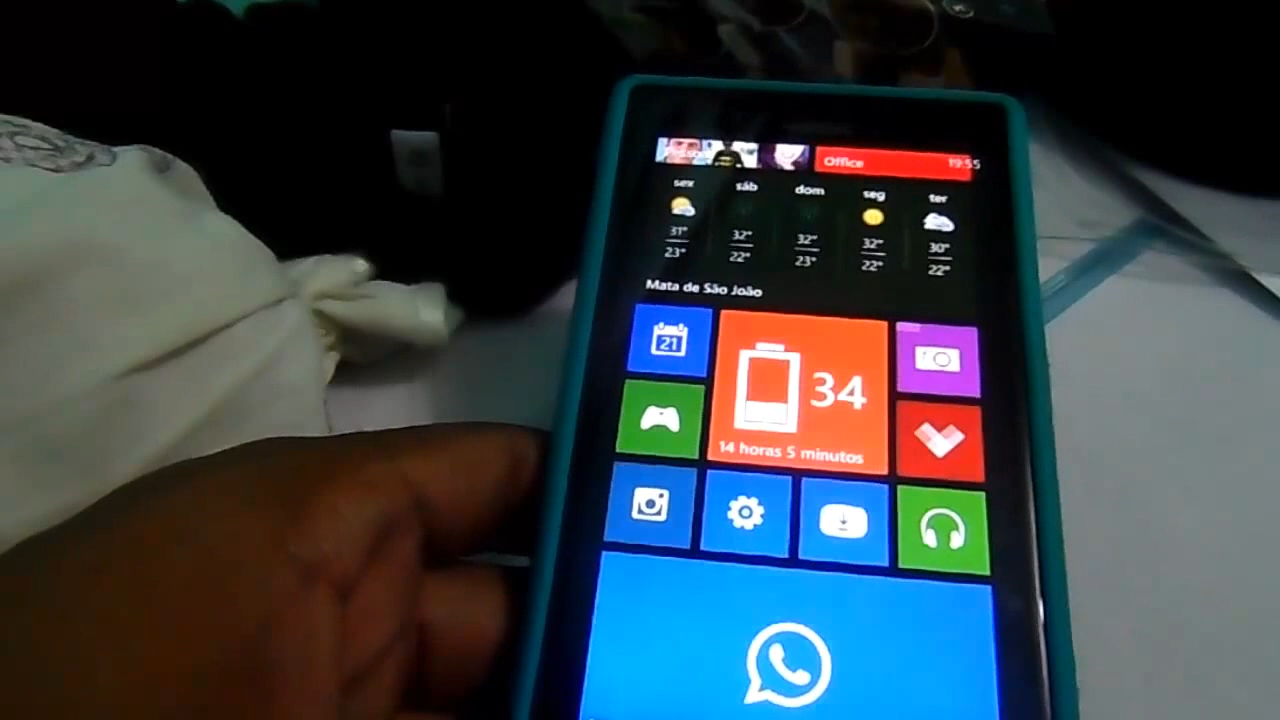 Office 19:55
sex sáb dom seg ter
31° 32° 32° 32° 30°
23° 22° 23° 22° 22°
Mata de São João
21
34
14 horas 5 minutos